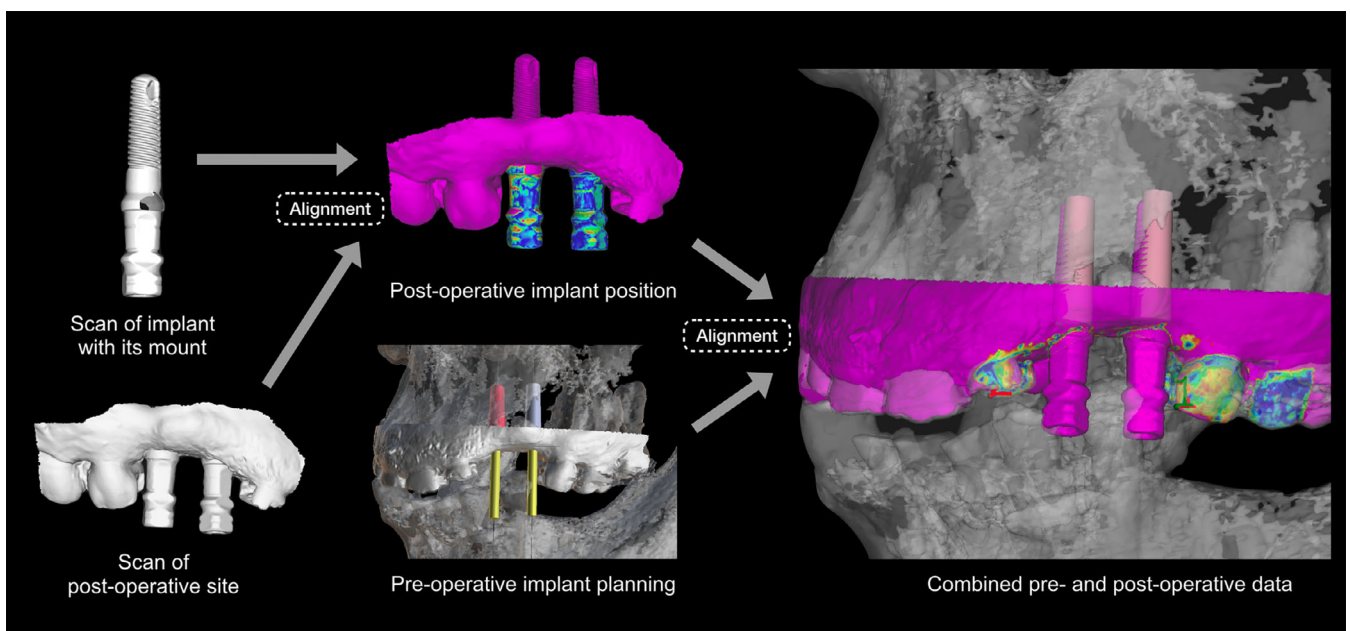 Scan of implant
with its mount
Scan of
post-operative site
Alignment
Post-operative implant position
Pre-operative implant planning
Alignment
Combined pre- and post-operative data